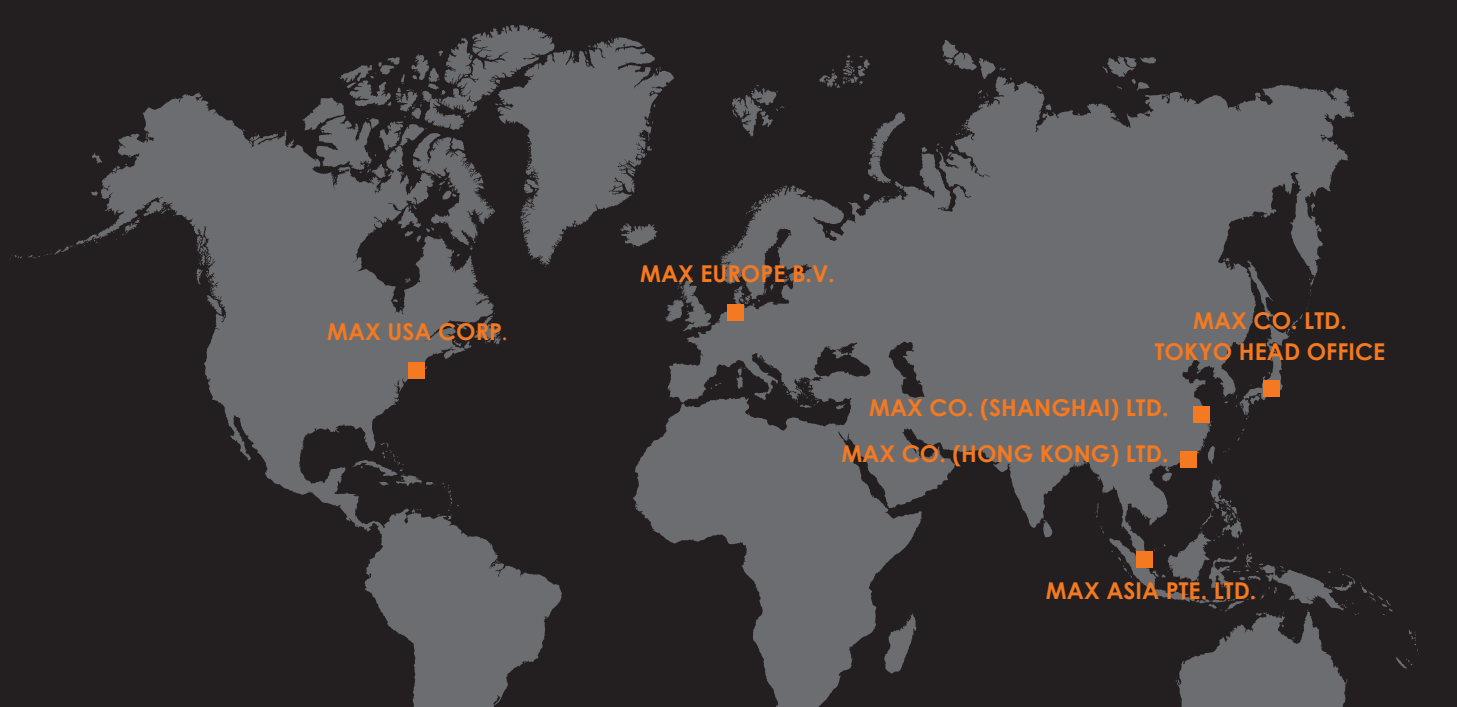 MAX EUROPE B.V.
MAX USA CORP.
MAX CO. LTD.
TOKYO HEAD OFFICE
MAX CO. (SHANGHAI) LTD.
MAX CO. (HONG KONG) LTD.
MAX ASIA PTE. LTD.